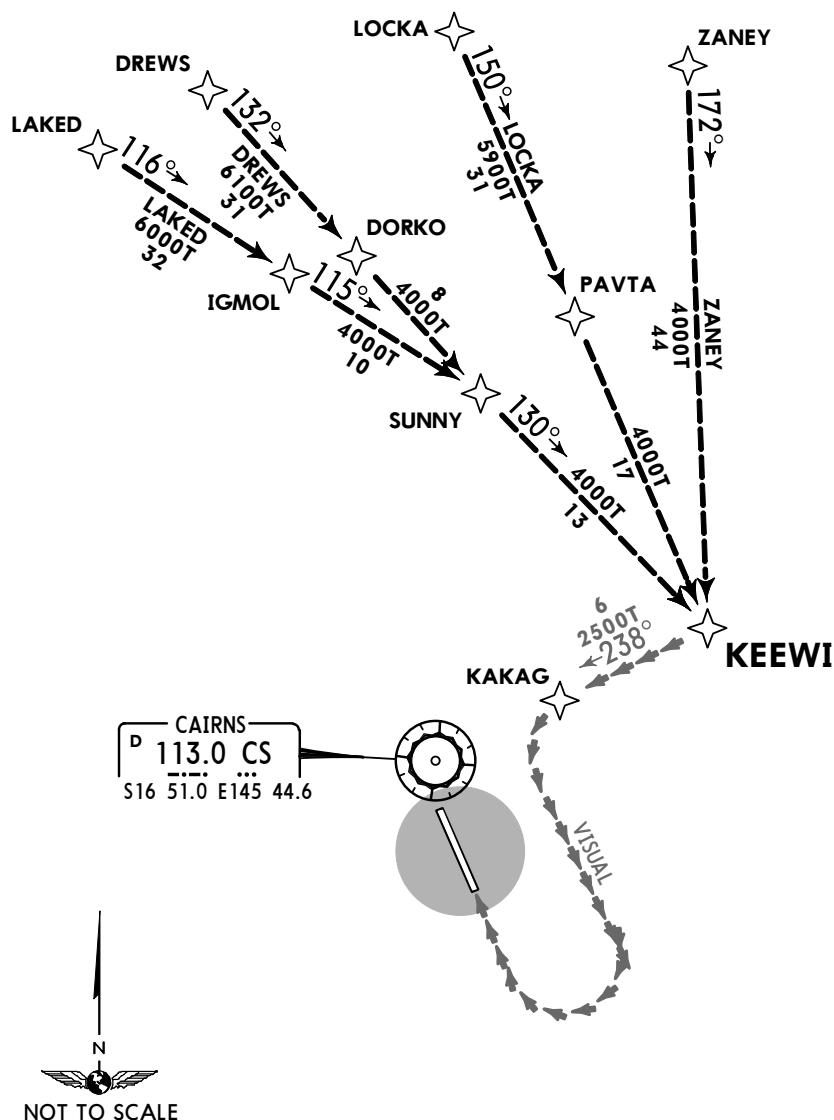 LOCKA
ZANEY
DREWS
LAKED
150°
172°
132°
116°
LOCKA
5900T
31
DREWS
6100T
31
LAKED
6000T
32
DORKO
IGMOL
115°
4000T
10
8
4000T
PAVTA
ZANEY
4000T
44
SUNNY
130°
4000T
13
4000T
17
6
2500T
238°
KEEWI
KAKAG
CAIRNS
D 113.0 CS
S16 51.0 E145 44.6
VISUAL
N
NOT TO SCALE